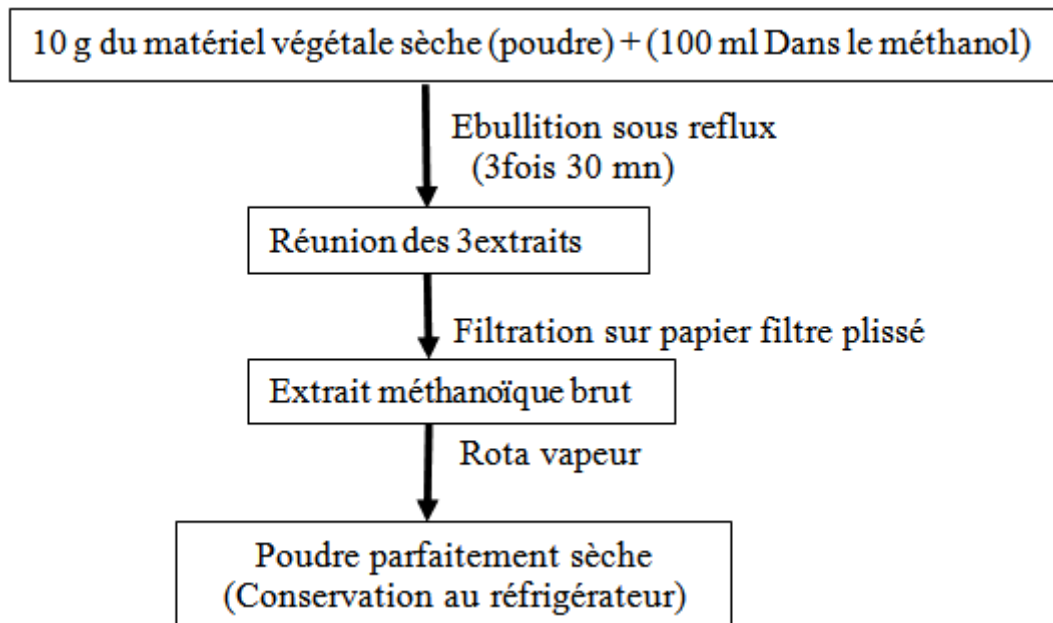 10 g du matériel végétale sèche (poudre) + (100 ml Dans le méthanol)
Ebullition sous reflux
(3fois 30 mn)
Réunion des 3extraits
Filtration sur papier filtre plissé
Extrait méthanoïque brut
Rota vapeur
Poudre parfaitement sèche
(Conservation au réfrigérateur)